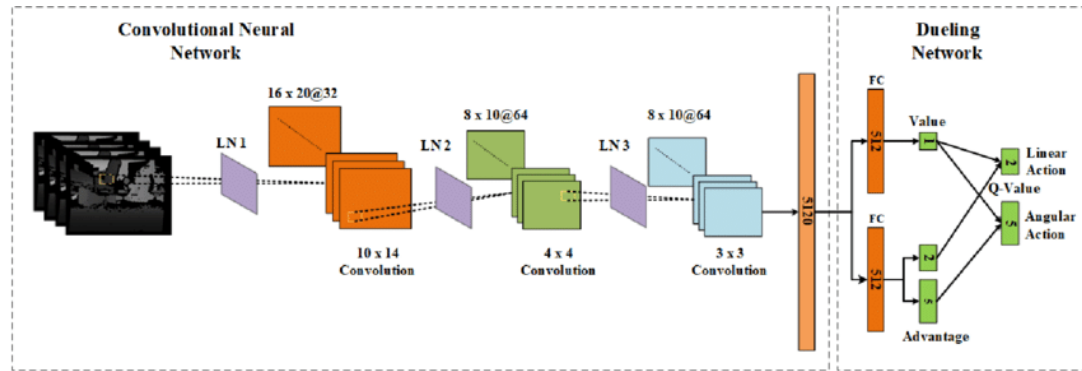 Convolutional Neural
Network
16 x 20@32
8 x 10@64
8 x 10@64
LN 1
LN 2
LN 3
10 x 14
Convolution
4 x 4
Convolution
3 x 3
Convolution
5120
Dueling
Network
FC
512
Value
1
2
Linear
Action
Q-Value
5
Angular
Action
FC
512
2
5
Advantage